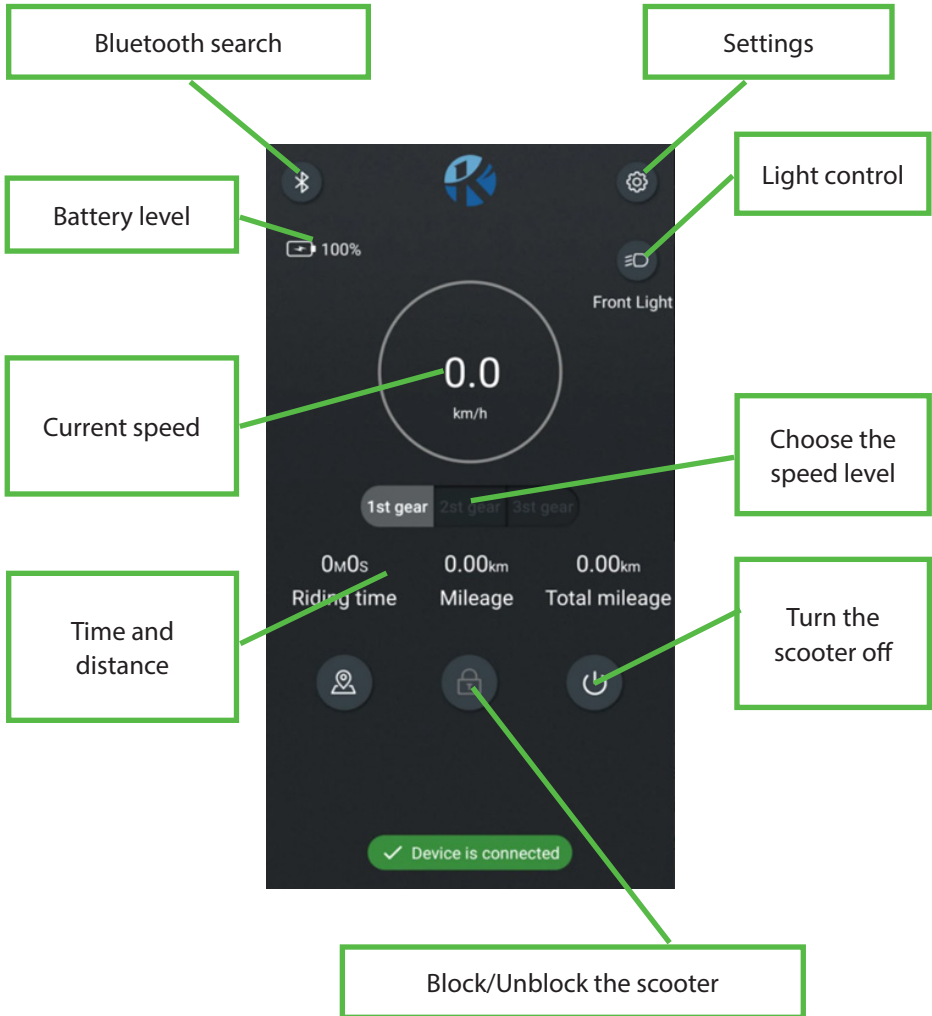 Bluetooth search
Settings
Light control
Battery level
100%
Front Light
0.0
km/h
Current speed
Choose the
speed level
1st gear 2st gear 3st gear
0M0S 0.00km 0.00km
Riding time Mileage Total mileage
Time and
distance
Turn the
scooter off
Device is connected
Block/Unblock the scooter